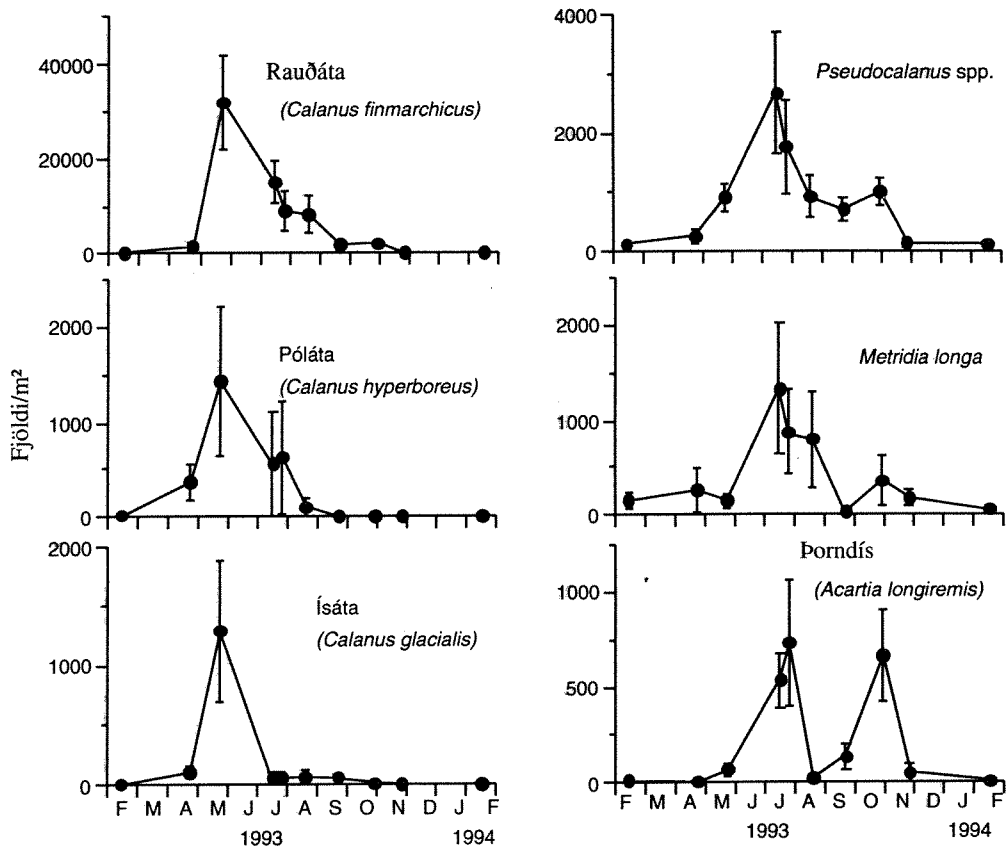 40000
20000
0
Rauðáta
(Calanus finmarchicus)
4000
2000
0
Pseudocalanus spp.
Fjöldi/m²
2000
1000
0
Póláta
(Calanus hyperboreus)
2000
1000
0
Metridia longa
2000
1000
0
Ísáta
(Calanus glacialis)
F M A M J J A S O N D J F
1993 1994
1000
500
0
Þorndís
(Acartia longiremis)
F M A M J J A S O N D J F
1993 1994